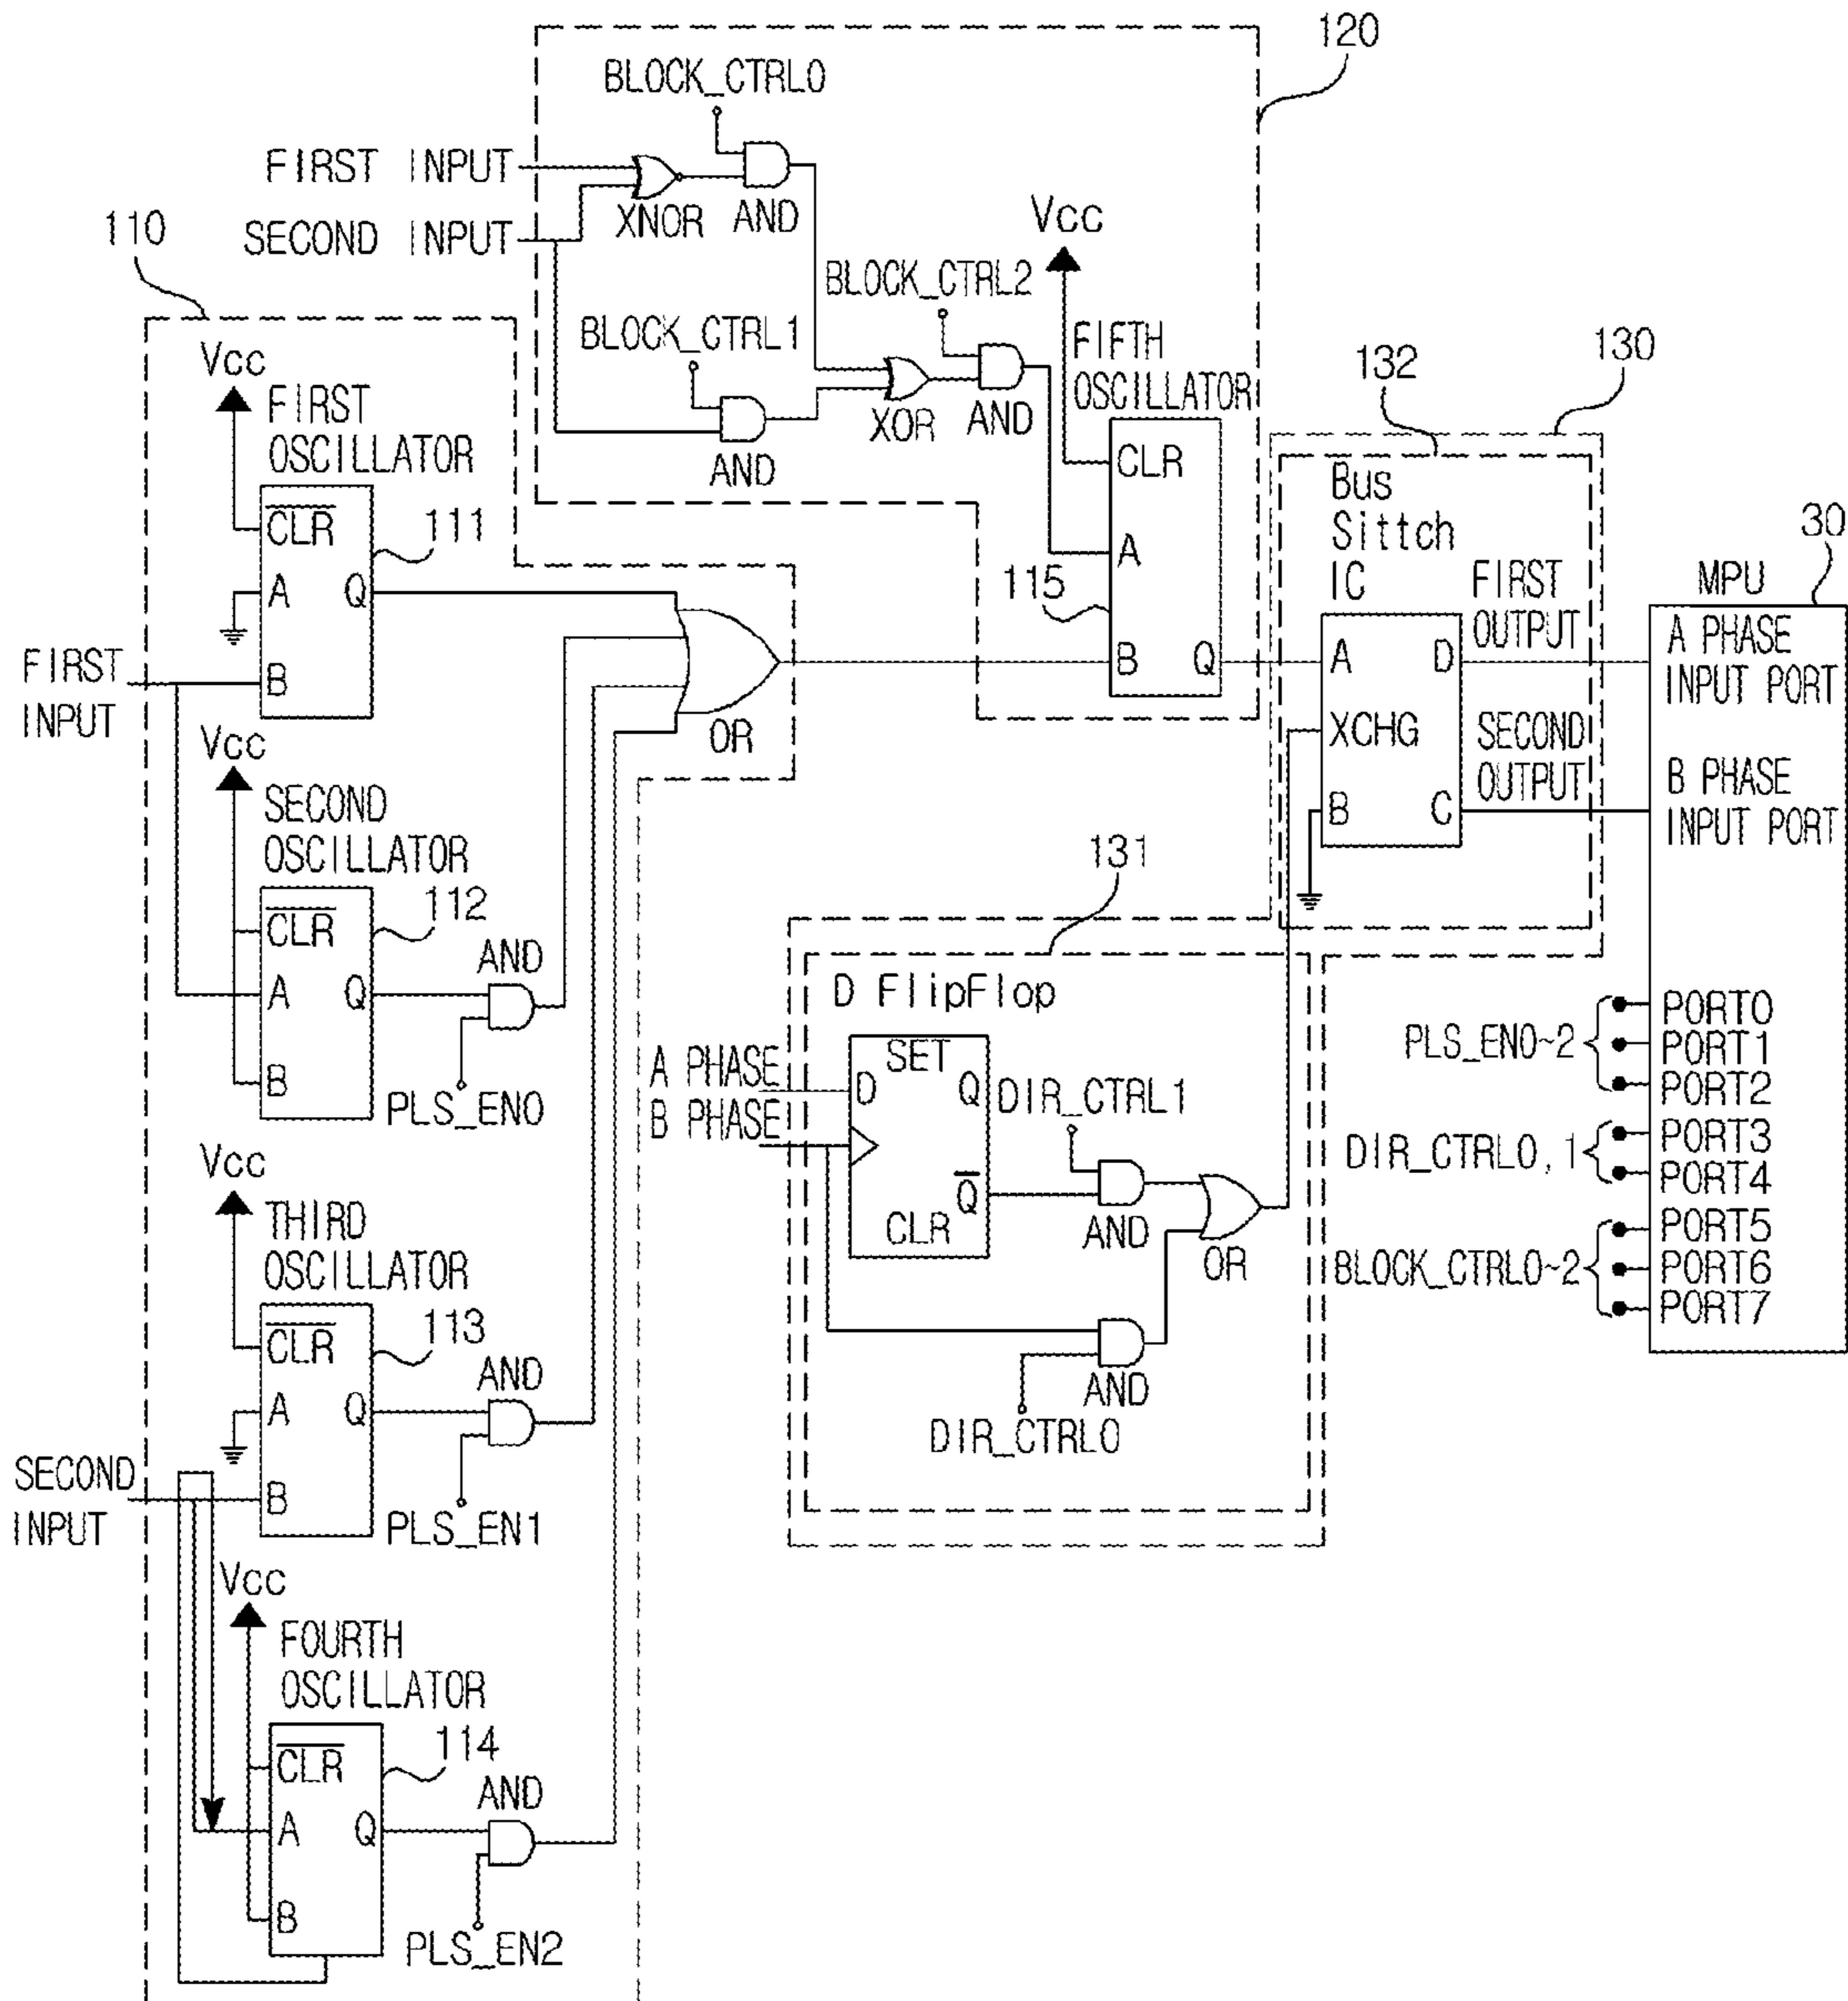 120
BLOCK_CTRL0
FIRST INPUT
XNOR
AND
SECOND INPUT
110
Vcc
BLOCK_CTRL2
BLOCK_CTRL1
XOR
AND
AND
FIFTH
OSCILLATOR
CLR
A
115
B
Q
132
130
Bus
Sittch
IC
FIRST
OUTPUT
SECOND
OUTPUT
A
D
XCHG
B
C
30
MPU
A PHASE
INPUT PORT
B PHASE
INPUT PORT
Vcc
FIRST
OSCILLATOR
CLR
111
A
Q
B
FIRST
INPUT
OR
Vcc
SECOND
OSCILLATOR
CLR
112
A
Q
B
AND
PLS_EN0
131
D FlipFlop
A PHASE
B PHASE
SET
D
Q
Q
CLR
DIR_CTRL1
AND
OR
AND
DIR_CTRL0
PLS_EN0~2
PORT0
PORT1
PORT2
DIR_CTRL0, 1
PORT3
PORT4
BLOCK_CTRL0~2
PORT5
PORT6
PORT7
Vcc
THIRD
OSCILLATOR
CLR
113
A
Q
B
AND
PLS_EN1
SECOND
INPUT
Vcc
FOURTH
OSCILLATOR
CLR
114
A
Q
B
AND
PLS_EN2